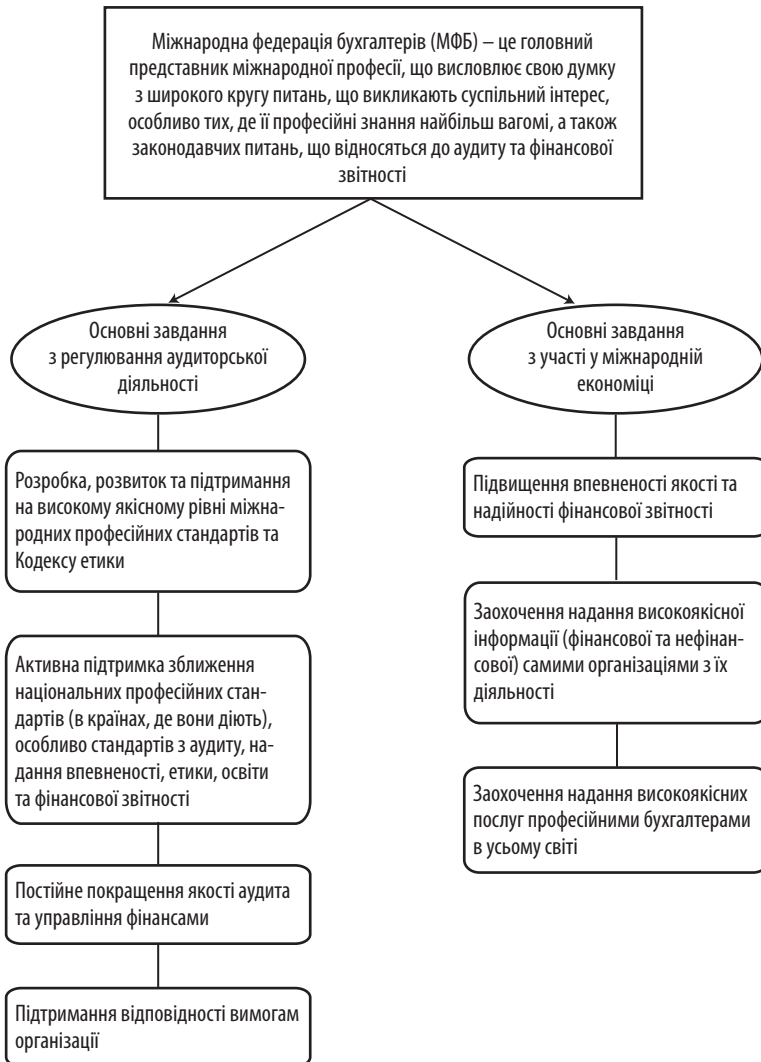 Міжнародна федерація бухгалтерів (МФБ) – це головний
представник міжнародної професії, що висловлює свою думку
з широкого кругу питань, що викликають суспільний інтерес,
особливо тих, де її професійні знання найбільш вагомі, а також
законодавчих питань, що відносяться до аудиту та фінансової
звітності
Основні завдання
з регулювання аудиторської
діяльності
Розробка, розвиток та підтримання
на високому якісному рівні міжна-
родних професійних стандартів та
Кодексу етики
Активна підтримка зближення
національних професійних стан-
дартів (в країнах, де вони діють),
особливо стандартів з аудиту, на-
дання впевненості, етики, освіти
та фінансової звітності
Постійне покращення якості аудита
та управління фінансами
Підтримання відповідності вимогам
організації
Основні завдання
з участі у міжнародній
економіці
Підвищення впевненості якості та
надійності фінансової звітності
Заохочення надання високоякісної
інформації (фінансової та нефінан-
сової) самими організаціями з їх
діяльності
Заохочення надання високоякісних
послуг професійними бухгалтерами
в усьому світі